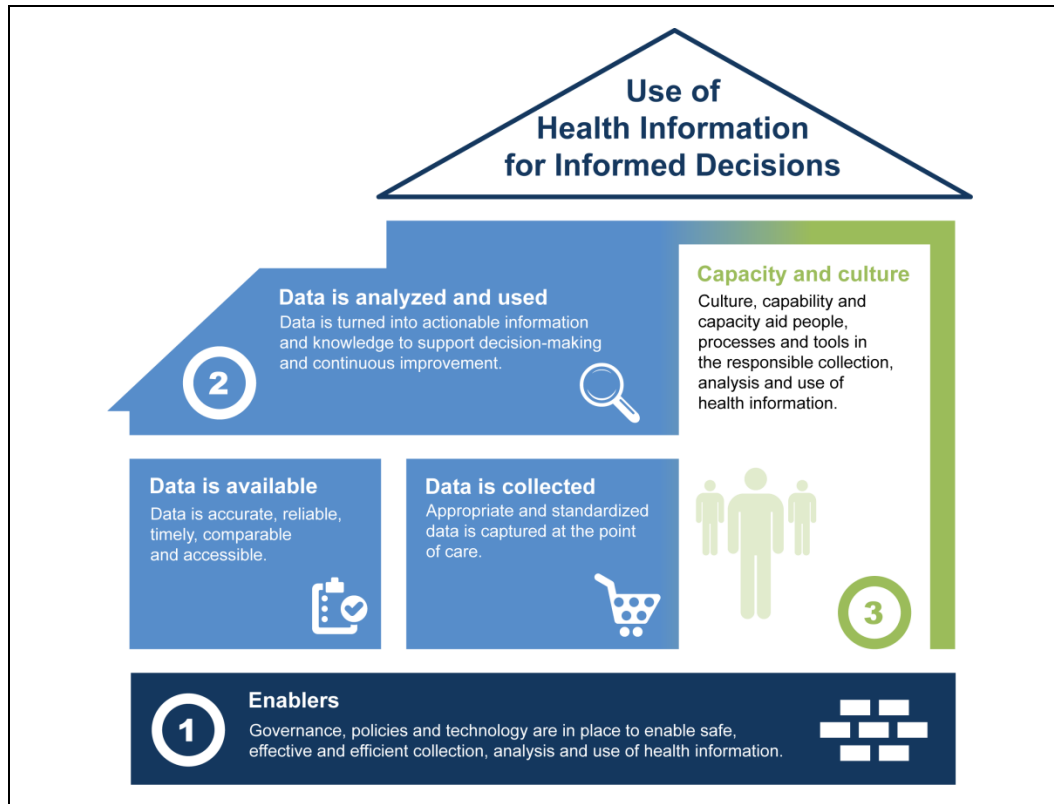 Use of
Health Information
for Informed Decisions
Data is analyzed and used
Data is turned into actionable information
and knowledge to support decision-making
and continuous improvement.
2
Capacity and culture
Culture, capability and
capacity aid people,
processes and tools in
the responsible collection,
analysis and use of
health information.
Data is available
Data is accurate, reliable,
timely, comparable
and accessible.
Data is collected
Appropriate and standardized
data is captured at the point
of care.
3
1
Enablers
Governance, policies and technology are in place to enable safe,
effective and efficient collection, analysis and use of health information.